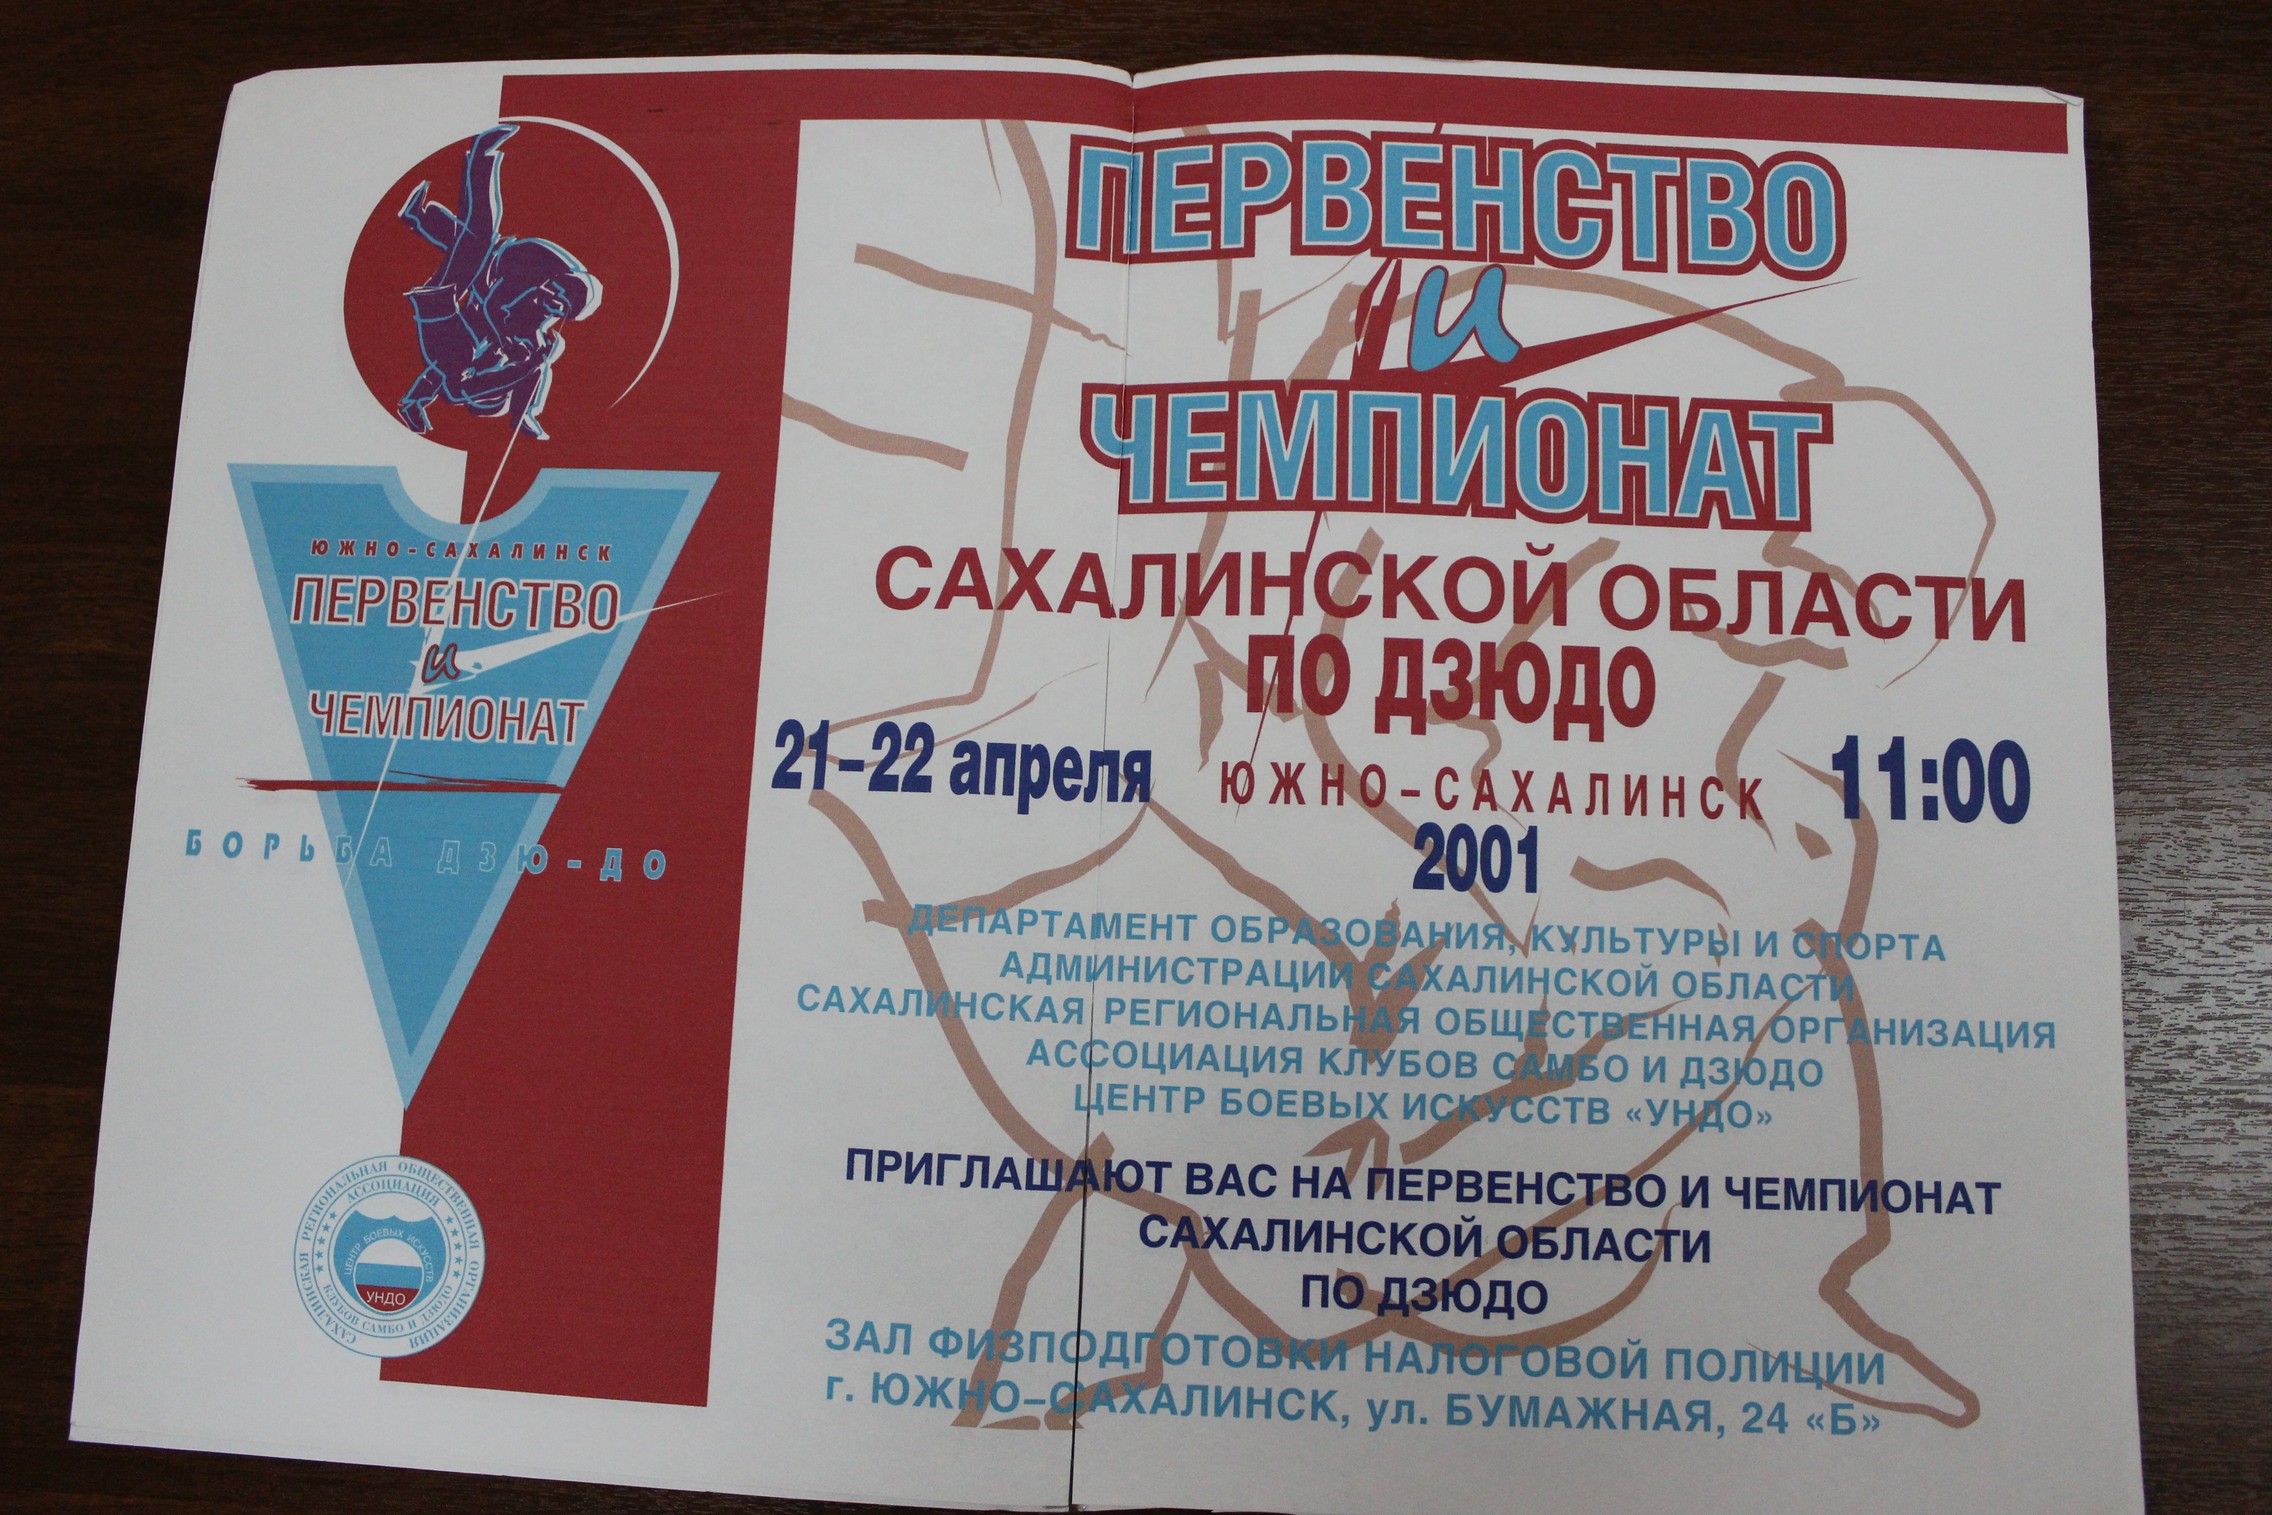 ЮЖНО-САХАЛИНСК
ПЕРВЕНСТВО
и
ЧЕМПИОНАТ
БОРЬБА ДЗЮ-ДО
САХАЛИНСКАЯ РЕГИОНАЛЬНАЯ ОБЩЕСТВЕННАЯ ОРГАНИЗАЦИЯ
АССОЦИАЦИЯ
КЛУБОВ САМБО И ДЗЮДО
ЦЕНТР БОЕВЫХ ИСКУССТВ
УНДО
ПЕРВЕНСТВО
и
ЧЕМПИОНАТ
САХАЛИНСКОЙ ОБЛАСТИ
ПО ДЗЮДО
21-22 апреля ЮЖНО-САХАЛИНСК 11:00
2001
ДЕПАРТАМЕНТ ОБРАЗОВАНИЯ, КУЛЬТУРЫ И СПОРТА
АДМИНИСТРАЦИИ САХАЛИНСКОЙ ОБЛАСТИ
САХАЛИНСКАЯ РЕГИОНАЛЬНАЯ ОБЩЕСТВЕННАЯ ОРГАНИЗАЦИЯ
АССОЦИАЦИЯ КЛУБОВ САМБО И ДЗЮДО
ЦЕНТР БОЕВЫХ ИСКУССТВ «УНДО»
ПРИГЛАШАЮТ ВАС НА ПЕРВЕНСТВО И ЧЕМПИОНАТ
САХАЛИНСКОЙ ОБЛАСТИ
ПО ДЗЮДО
ЗАЛ ФИЗПОДГОТОВКИ НАЛОГОВОЙ ПОЛИЦИИ
г. ЮЖНО-САХАЛИНСК, ул. БУМАЖНАЯ, 24 «Б»